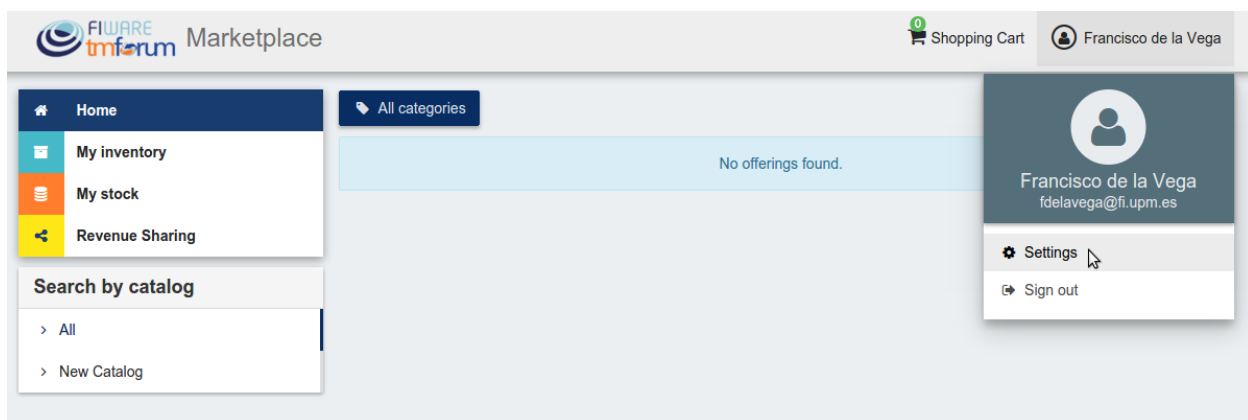 FIWARE
tmforum Marketplace
0
Shopping Cart
Francisco de la Vega
Home
My inventory
My stock
Revenue Sharing
Search by catalog
All
New Catalog
All categories
No offerings found.
Francisco de la Vega
fdelavega@fi.upm.es
Settings
Sign out